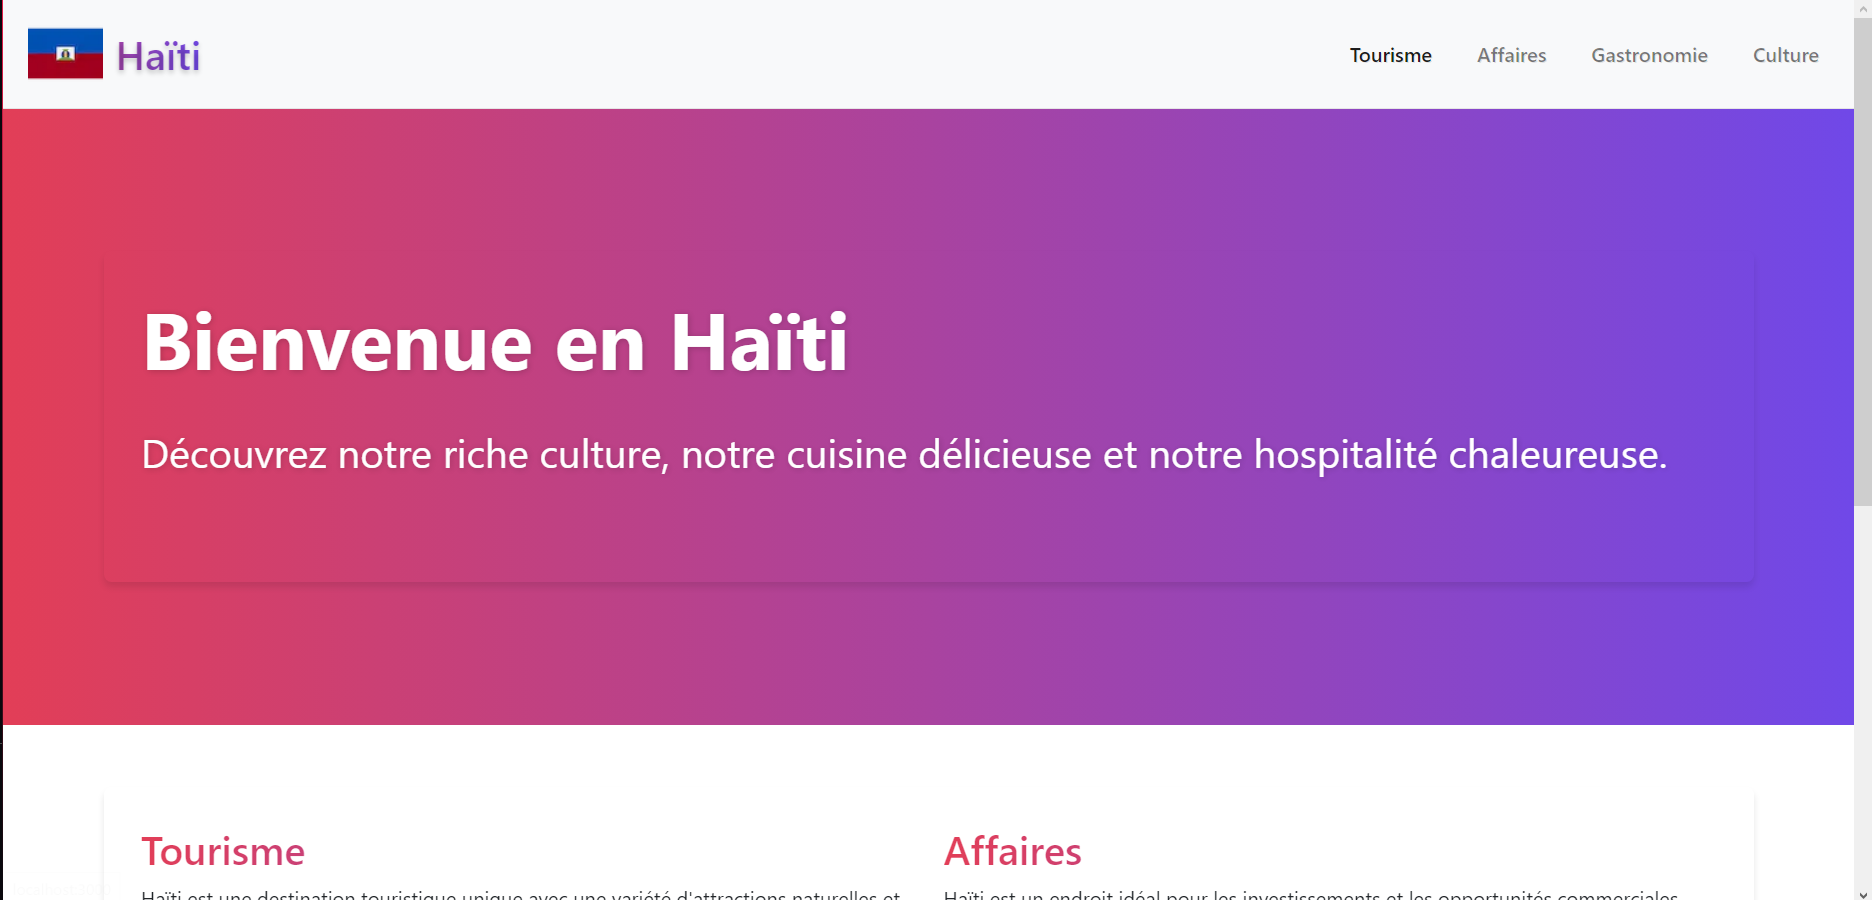 Haïti
Tourisme Affaires Gastronomie Culture
Bienvenue en Haïti
Découvrez notre riche culture, notre cuisine délicieuse et notre hospitalité chaleureuse.
Tourisme
Affaires
Haïti est une destination touristique unique avec une variété d'attractions naturelles et
Haïti est un endroit idéal pour les investissements et les opportunités commerciales